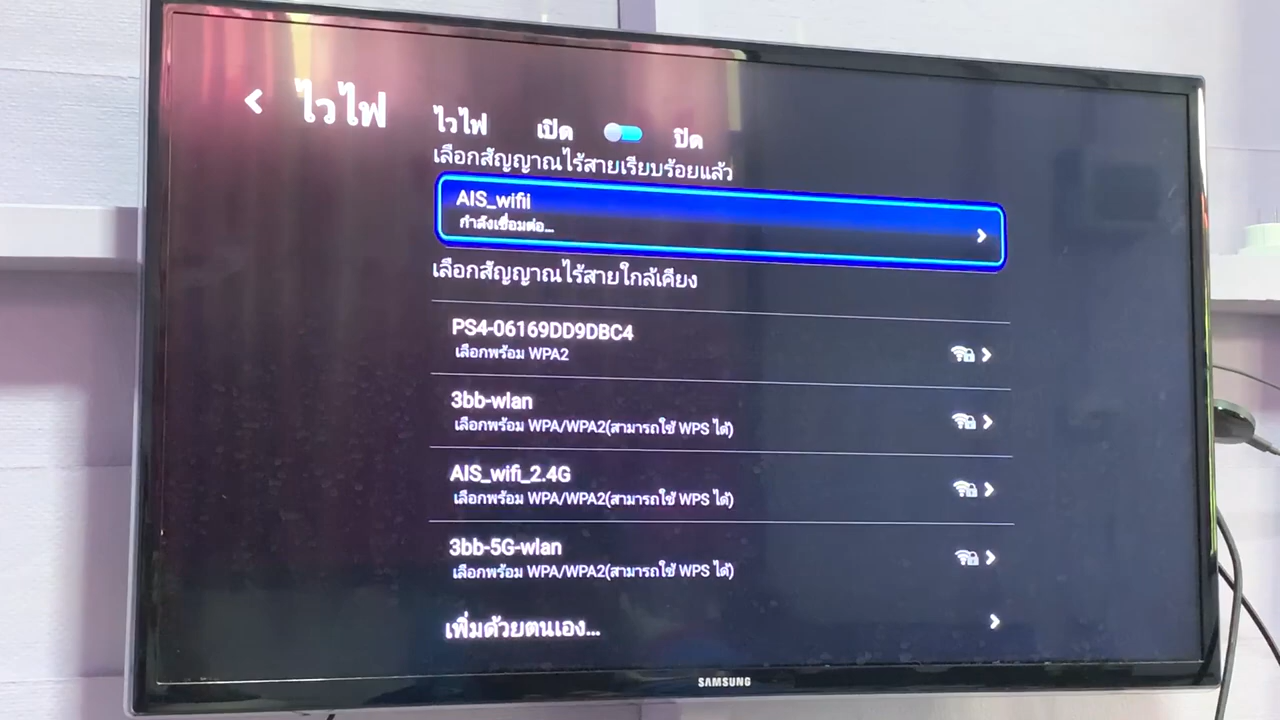 ไวไฟ
ไวไฟ เปิด ปิด
เลือกสัญญาณไร้สายเรียบร้อยแล้ว
AIS_wifii
กำลังเชื่อมต่อ...
เลือกสัญญาณไร้สายใกล้เคียง
PS4-06169DD9DBC4
เลือกพร้อม WPA2
3bb-wlan
เลือกพร้อม WPA/WPA2(สามารถใช้ WPS ได้)
AIS_wifi_2.4G
เลือกพร้อม WPA/WPA2(สามารถใช้ WPS ได้)
3bb-5G-wlan
เลือกพร้อม WPA/WPA2(สามารถใช้ WPS ได้)
เพิ่มด้วยตนเอง...
SAMSUNG